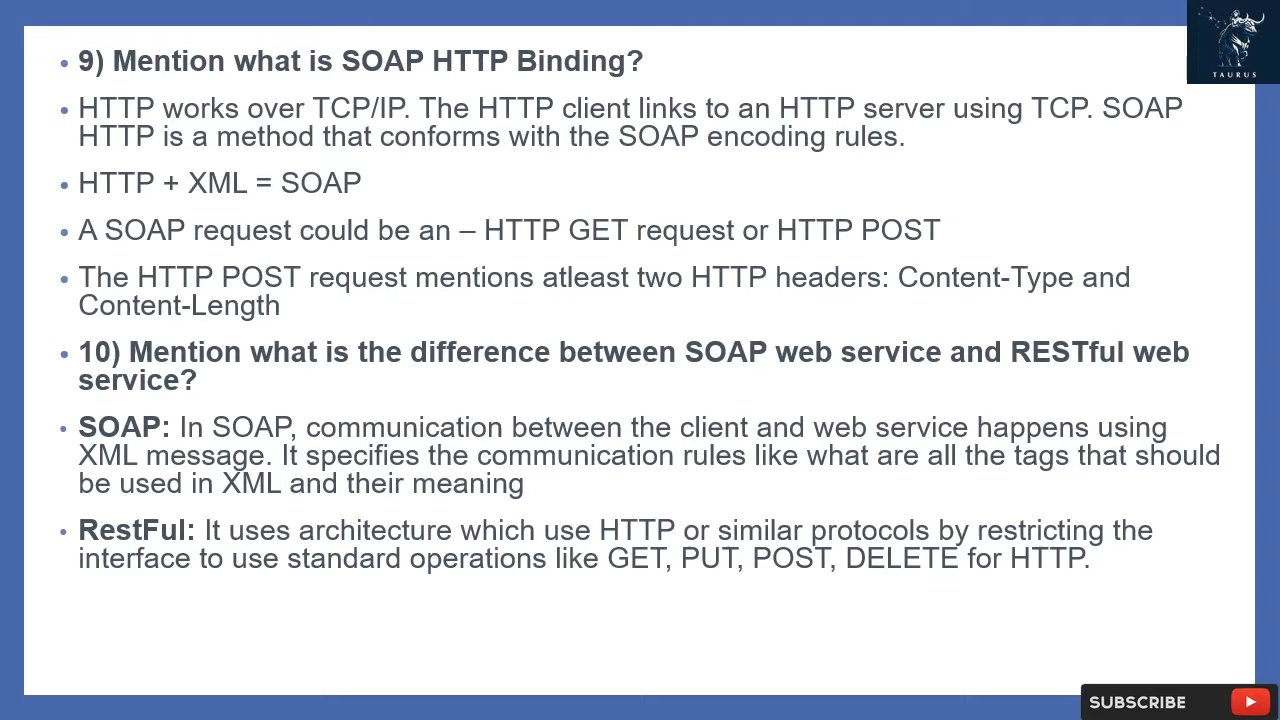 • 9) Mention what is SOAP HTTP Binding?
• HTTP works over TCP/IP. The HTTP client links to an HTTP server using TCP. SOAP
HTTP is a method that conforms with the SOAP encoding rules.
• HTTP + XML = SOAP
• A SOAP request could be an – HTTP GET request or HTTP POST
• The HTTP POST request mentions atleast two HTTP headers: Content-Type and
Content-Length
• 10) Mention what is the difference between SOAP web service and RESTful web
service?
• SOAP: In SOAP, communication between the client and web service happens using
XML message. It specifies the communication rules like what are all the tags that should
be used in XML and their meaning
• RestFul: It uses architecture which use HTTP or similar protocols by restricting the
interface to use standard operations like GET, PUT, POST, DELETE for HTTP.
TAURUS
SUBSCRIBE